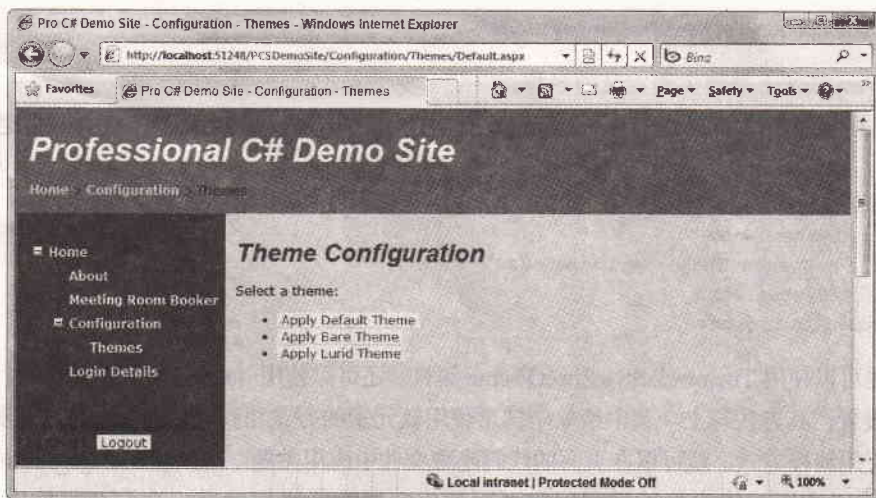 Pro C# Demo Site - Configuration - Themes - Windows Internet Explorer
http://localhost:51248/PCSDemoSite/Configuration/Themes/Default.aspx
Bing
Favorites
Pro C# Demo Site - Configuration - Themes
Page
Safety
Tools
Professional C# Demo Site
Home > Configuration > Themes
Home
About
Meeting Room Booker
Configuration
Themes
Login Details
Logout
Theme Configuration
Select a theme:
• Apply Default Theme
• Apply Bare Theme
• Apply Lurid Theme
Local intranet | Protected Mode: Off
100%